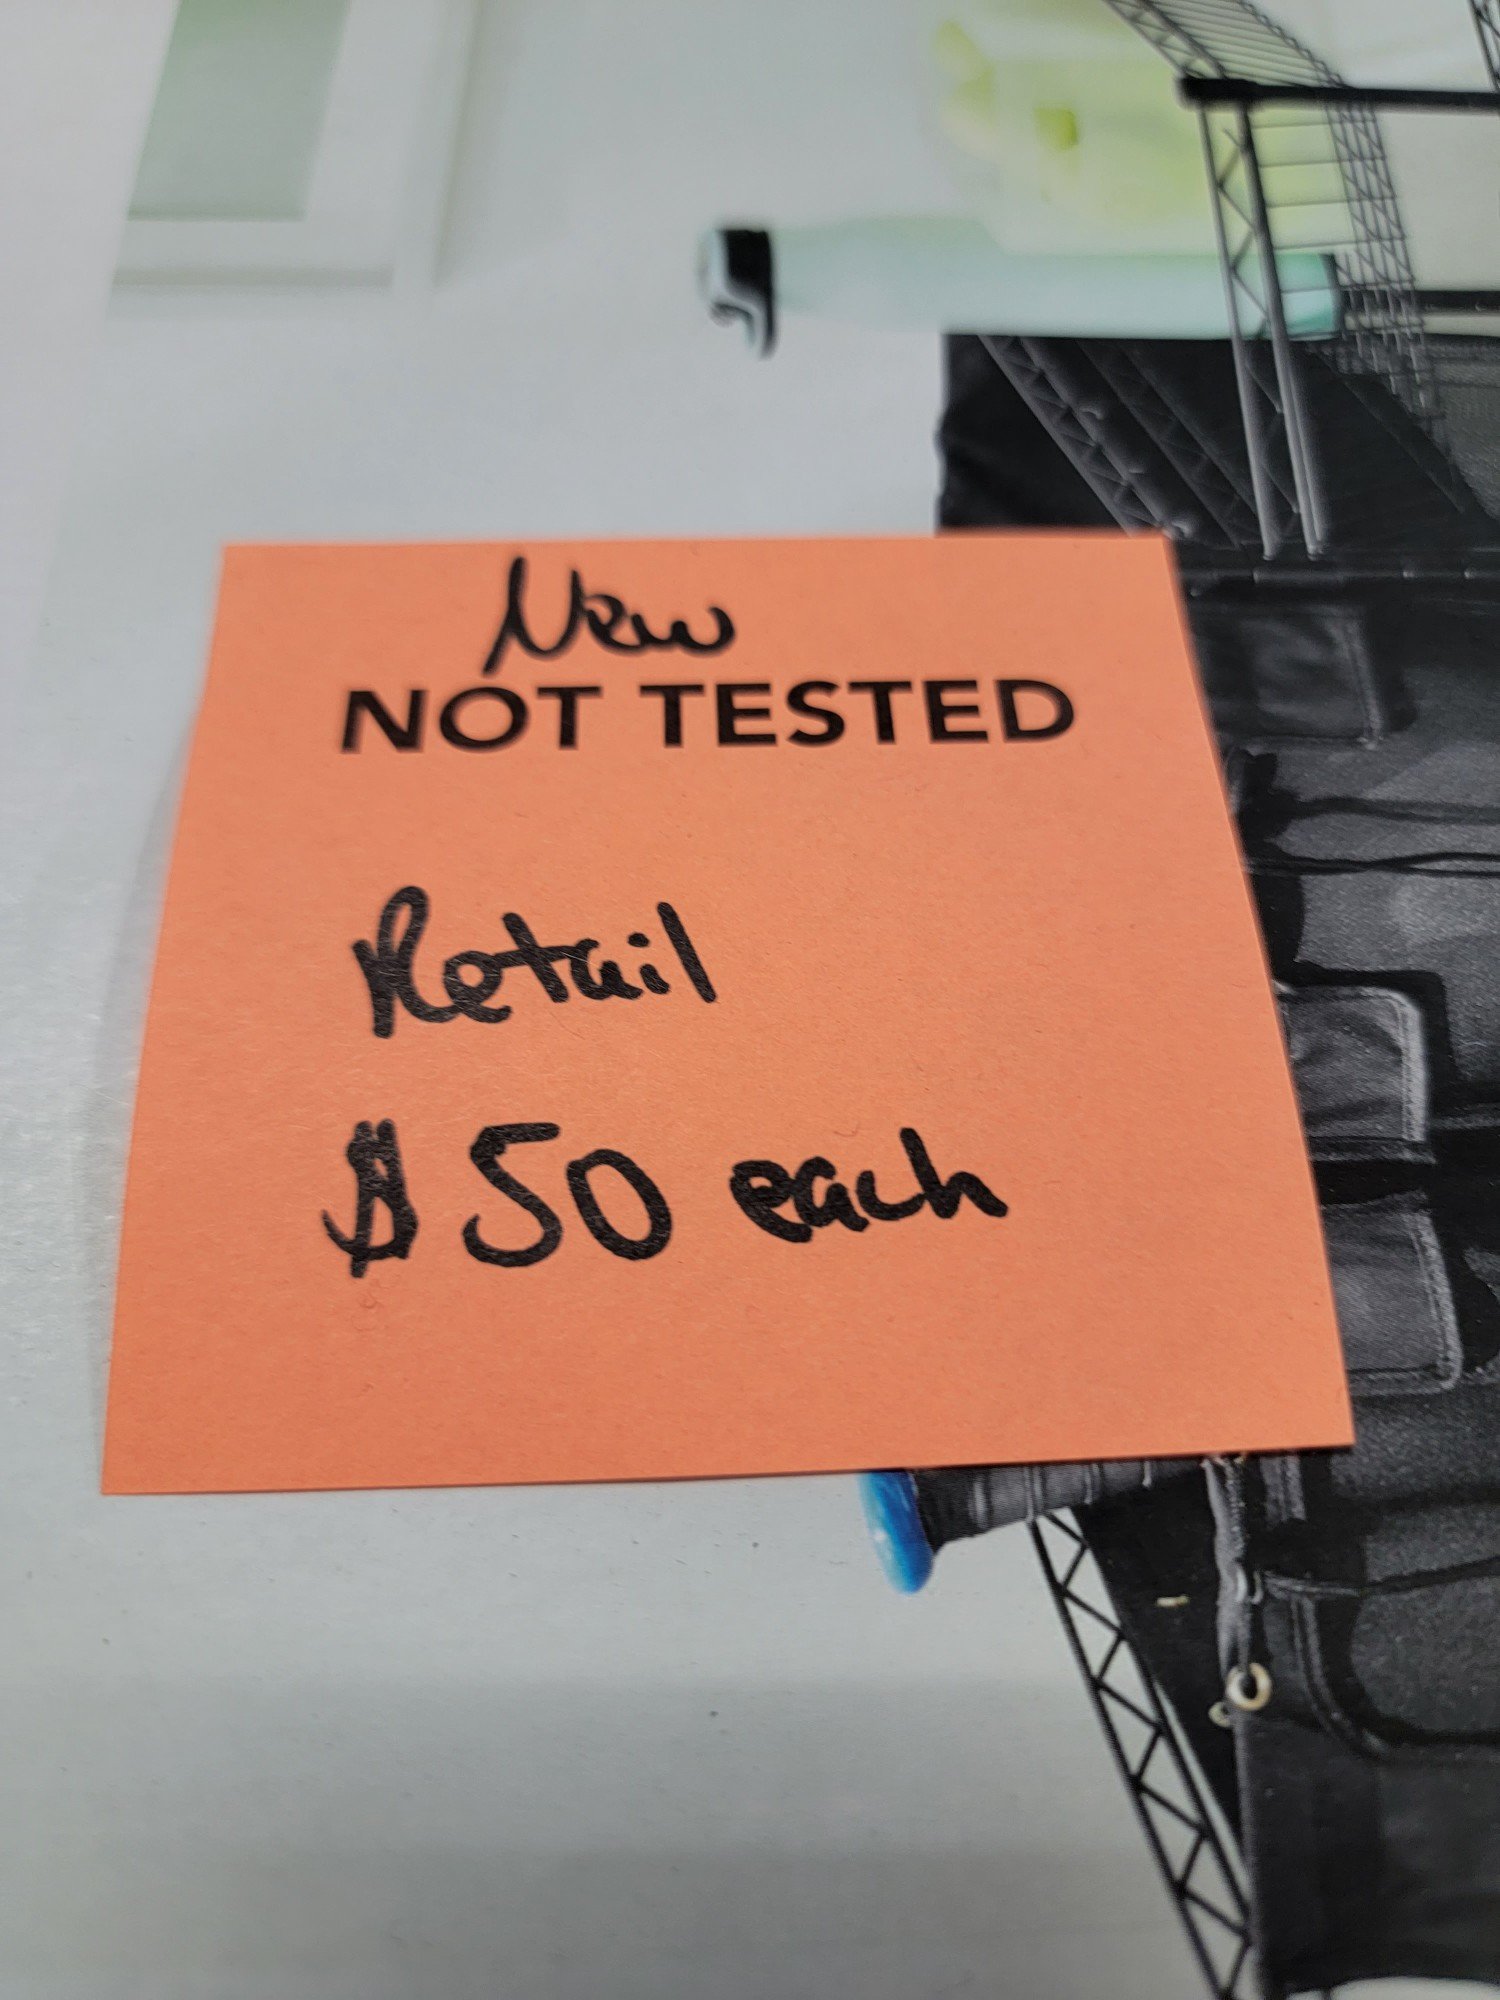 New
NOT TESTED
Retail
$50 each